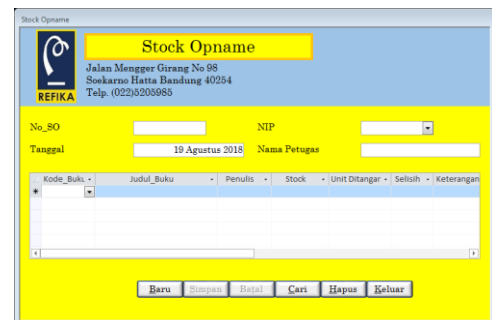 Stock Opname
Stock Opname
Jalan Mengger Girang No 98
Soekarno Hatta Bandung 40254
Telp. (022)5205985
REFIKA
No_SO NIP
Tanggal 19 Agustus 2018 Nama Petugas
Kode_Buku Judul_Buku Penulis Stock Unit Ditangar Selisih Keterangan
Baru Simpan Batal Cari Hapus Keluar